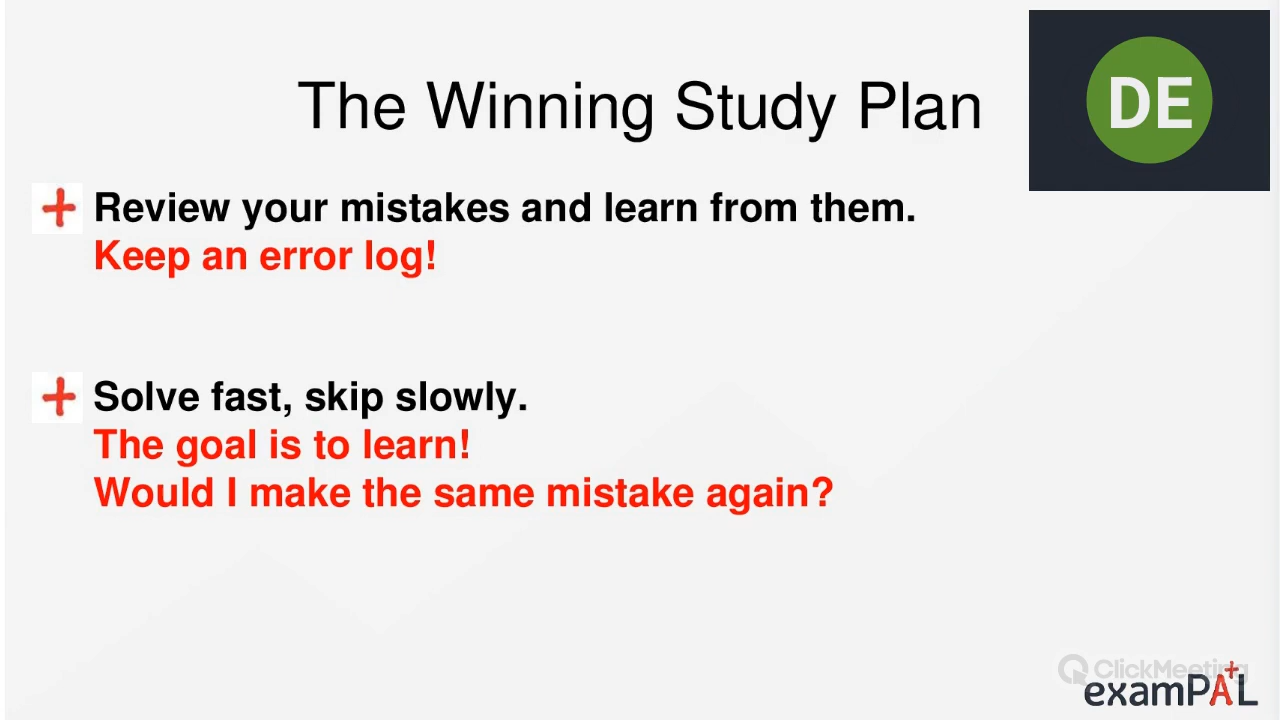 The Winning Study Plan
DE
Review your mistakes and learn from them.
Keep an error log!
Solve fast, skip slowly.
The goal is to learn!
Would I make the same mistake again?
ClickMeeting
examPAL